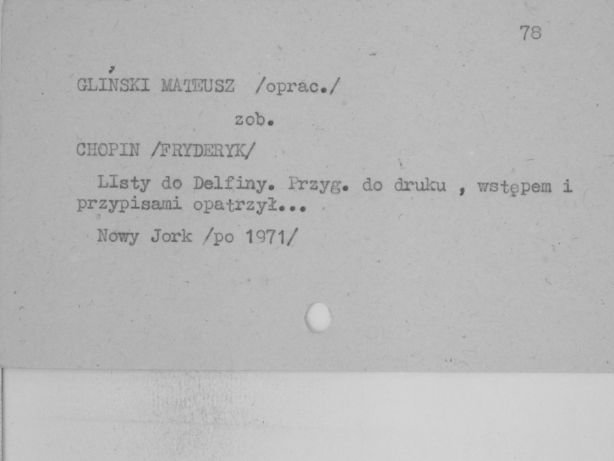 78
GLIŃSKI MATEUSZ /oprac./
zob.
CHOPIN /FRYDERYK/
LIsty do Delfiny. Przyg. do druku , wstępem i
przypisami opatrzył...
Nowy Jork /po 1971/